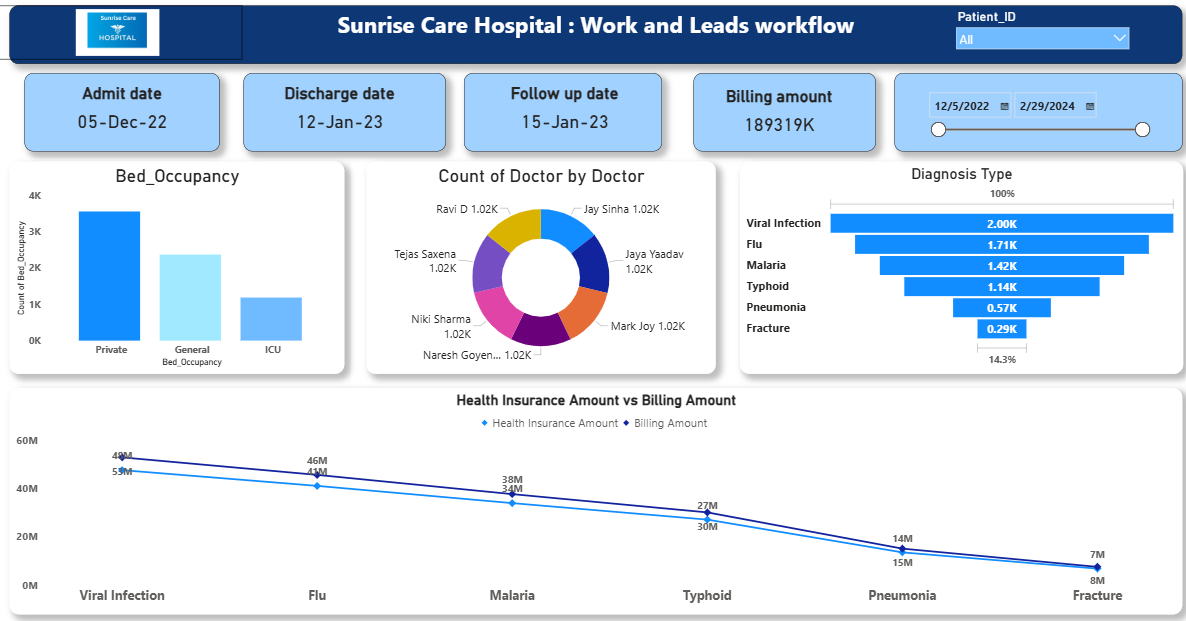 Sunrise Care
HOSPITAL
Sunrise Care Hospital : Work and Leads workflow
Patient_ID
All
Admit date
05-Dec-22
Discharge date
12-Jan-23
Follow up date
15-Jan-23
Billing amount
189319K
12/5/2022
2/29/2024
Bed_Occupancy
4K
3K
2K
1K
0K
Count of Bed_Occupancy
Private
General
ICU
Bed_Occupancy
Count of Doctor by Doctor
Ravi D 1.02K
Jay Sinha 1.02K
Tejas Saxena
1.02K
Jaya Yaadav
1.02K
Niki Sharma
1.02K
Mark Joy 1.02K
Naresh Goyen... 1.02K
Diagnosis Type
100%
Viral Infection 2.00K
Flu 1.71K
Malaria 1.42K
Typhoid 1.14K
Pneumonia 0.57K
Fracture 0.29K
14.3%
Health Insurance Amount vs Billing Amount
Health Insurance Amount Billing Amount
60M
40M
20M
0M
48M
53M
46M
41M
38M
34M
27M
30M
14M
15M
7M
8M
Viral Infection
Flu
Malaria
Typhoid
Pneumonia
Fracture